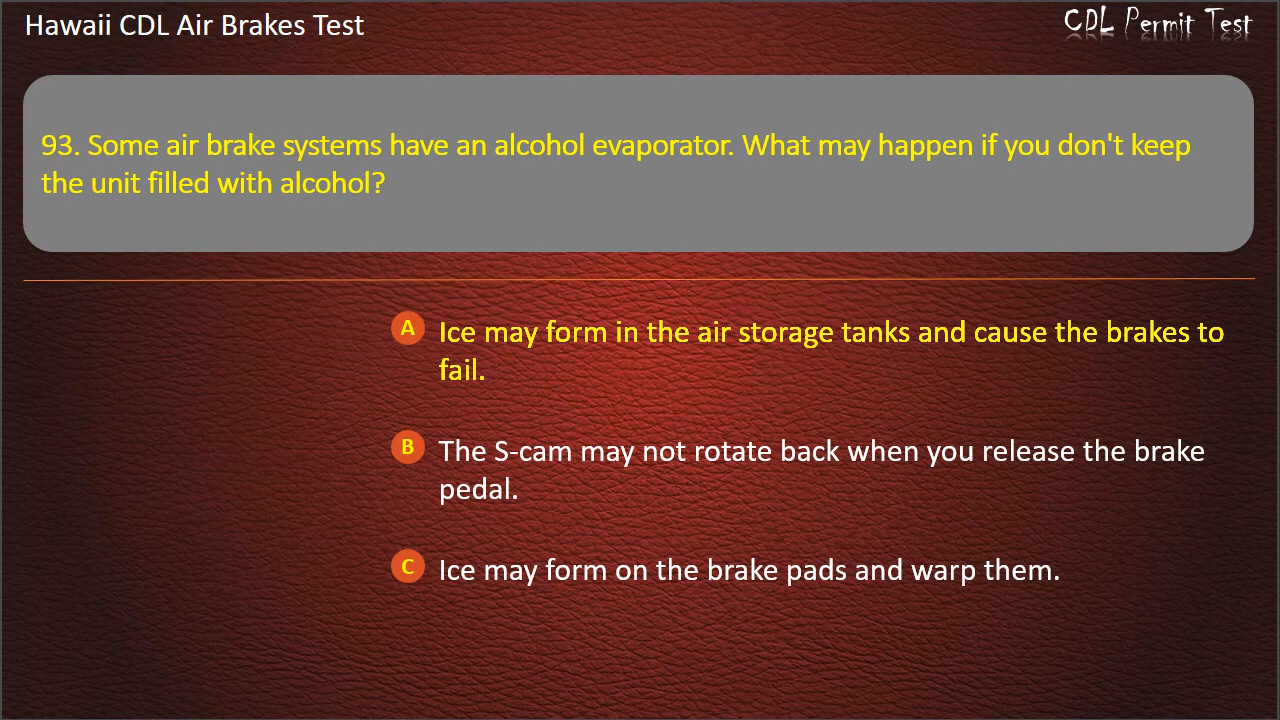 Hawaii CDL Air Brakes Test
CDL Permit Test
93. Some air brake systems have an alcohol evaporator. What may happen if you don't keep
the unit filled with alcohol?
A Ice may form in the air storage tanks and cause the brakes to
fail.
B The S-cam may not rotate back when you release the brake
pedal.
C Ice may form on the brake pads and warp them.